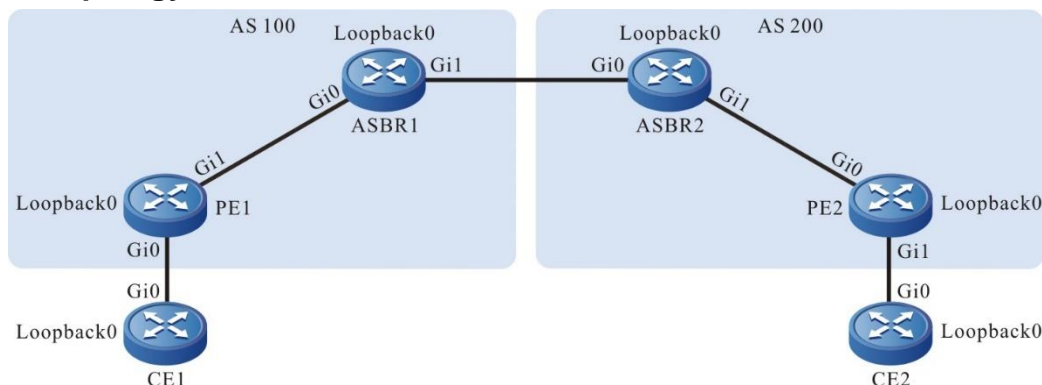 AS 100
AS 200
Loopback0
Loopback0
Gi1
Gi0
Gi0
Gi1
ASBR1
ASBR2
Gi1
Gi0
Loopback0
PE1
PE2
Loopback0
Gi0
Gi1
Gi0
Gi0
Loopback0
Loopback0
CE1
CE2